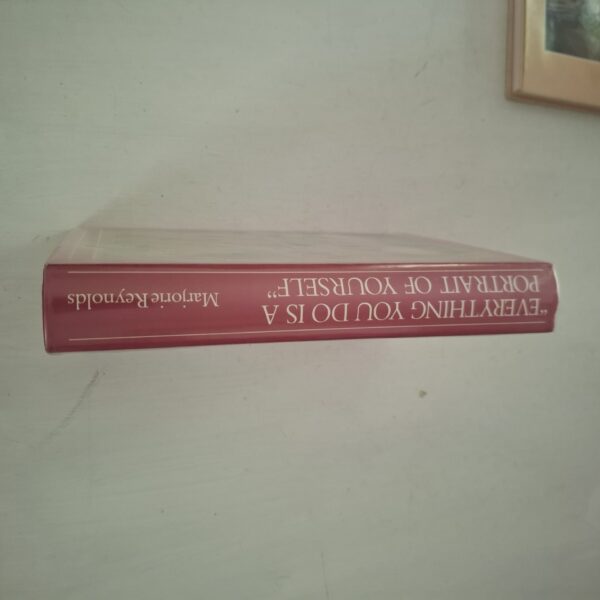 "EVERYTHING YOU DO IS A
PORTRAIT OF YOURSELF"
Marjorie Reynolds